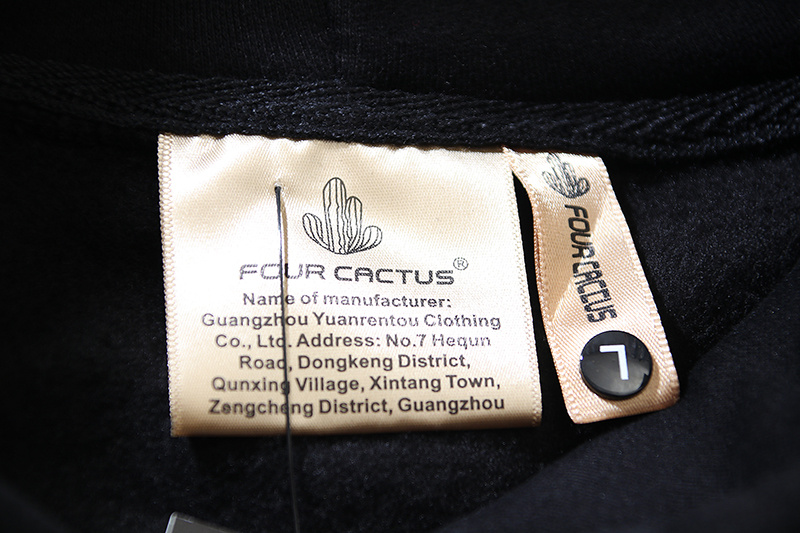 FOUR CACTUS®
Name of manufacturer:
Guangzhou Yuanrentou Clothing
Co., Ltd. Address: No.7 Hequn
Road, Dongkeng District,
Qunxing Village, Xintang Town,
Zengcheng District, Guangzhou
FOUR CACTUS
L